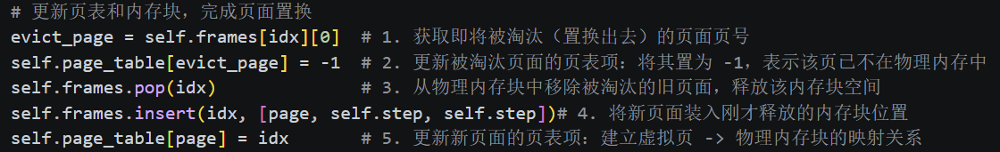 # 更新页表和内存块，完成页面置换
evict_page = self.frames[idx][0]  # 1. 获取即将被淘汰（置换出去）的页面页号
self.page_table[evict_page] = -1  # 2. 更新被淘汰页面的页表项：将其置为 -1，表示该页已不在物理内存中
self.frames.pop(idx)              # 3. 从物理内存块中移除被淘汰的旧页面，释放该内存块空间
self.frames.insert(idx, [page, self.step, self.step])# 4. 将新页面装入刚才释放的内存块位置
self.page_table[page] = idx       # 5. 更新新页面的页表项：建立虚拟页 -> 物理内存块的映射关系